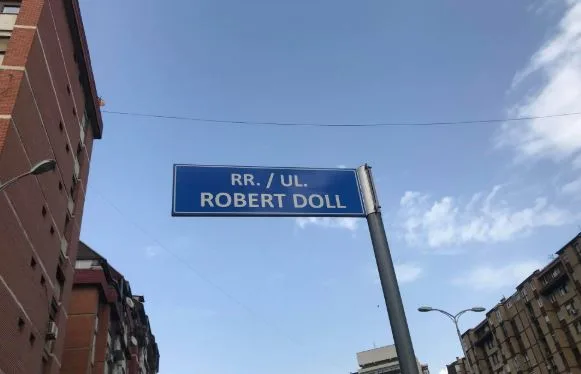 RR. / UL.
ROBERT DOLL